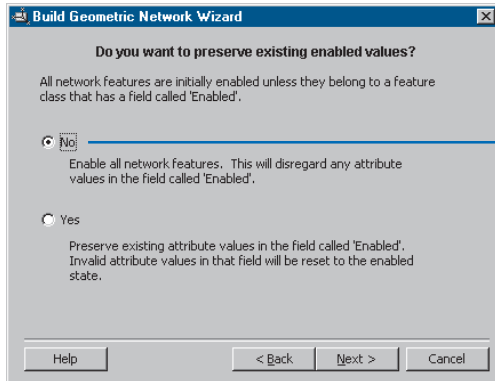 Build Geometric Network Wizard
Do you want to preserve existing enabled values?
All network features are initially enabled unless they belong to a feature
class that has a field called 'Enabled'.
No
Enable all network features. This will disregard any attribute
values in the field called 'Enabled'.
Yes
Preserve existing attribute values in the field called 'Enabled'.
Invalid attribute values in that field will be reset to the enabled
state.
Help
< Back
Next >
Cancel